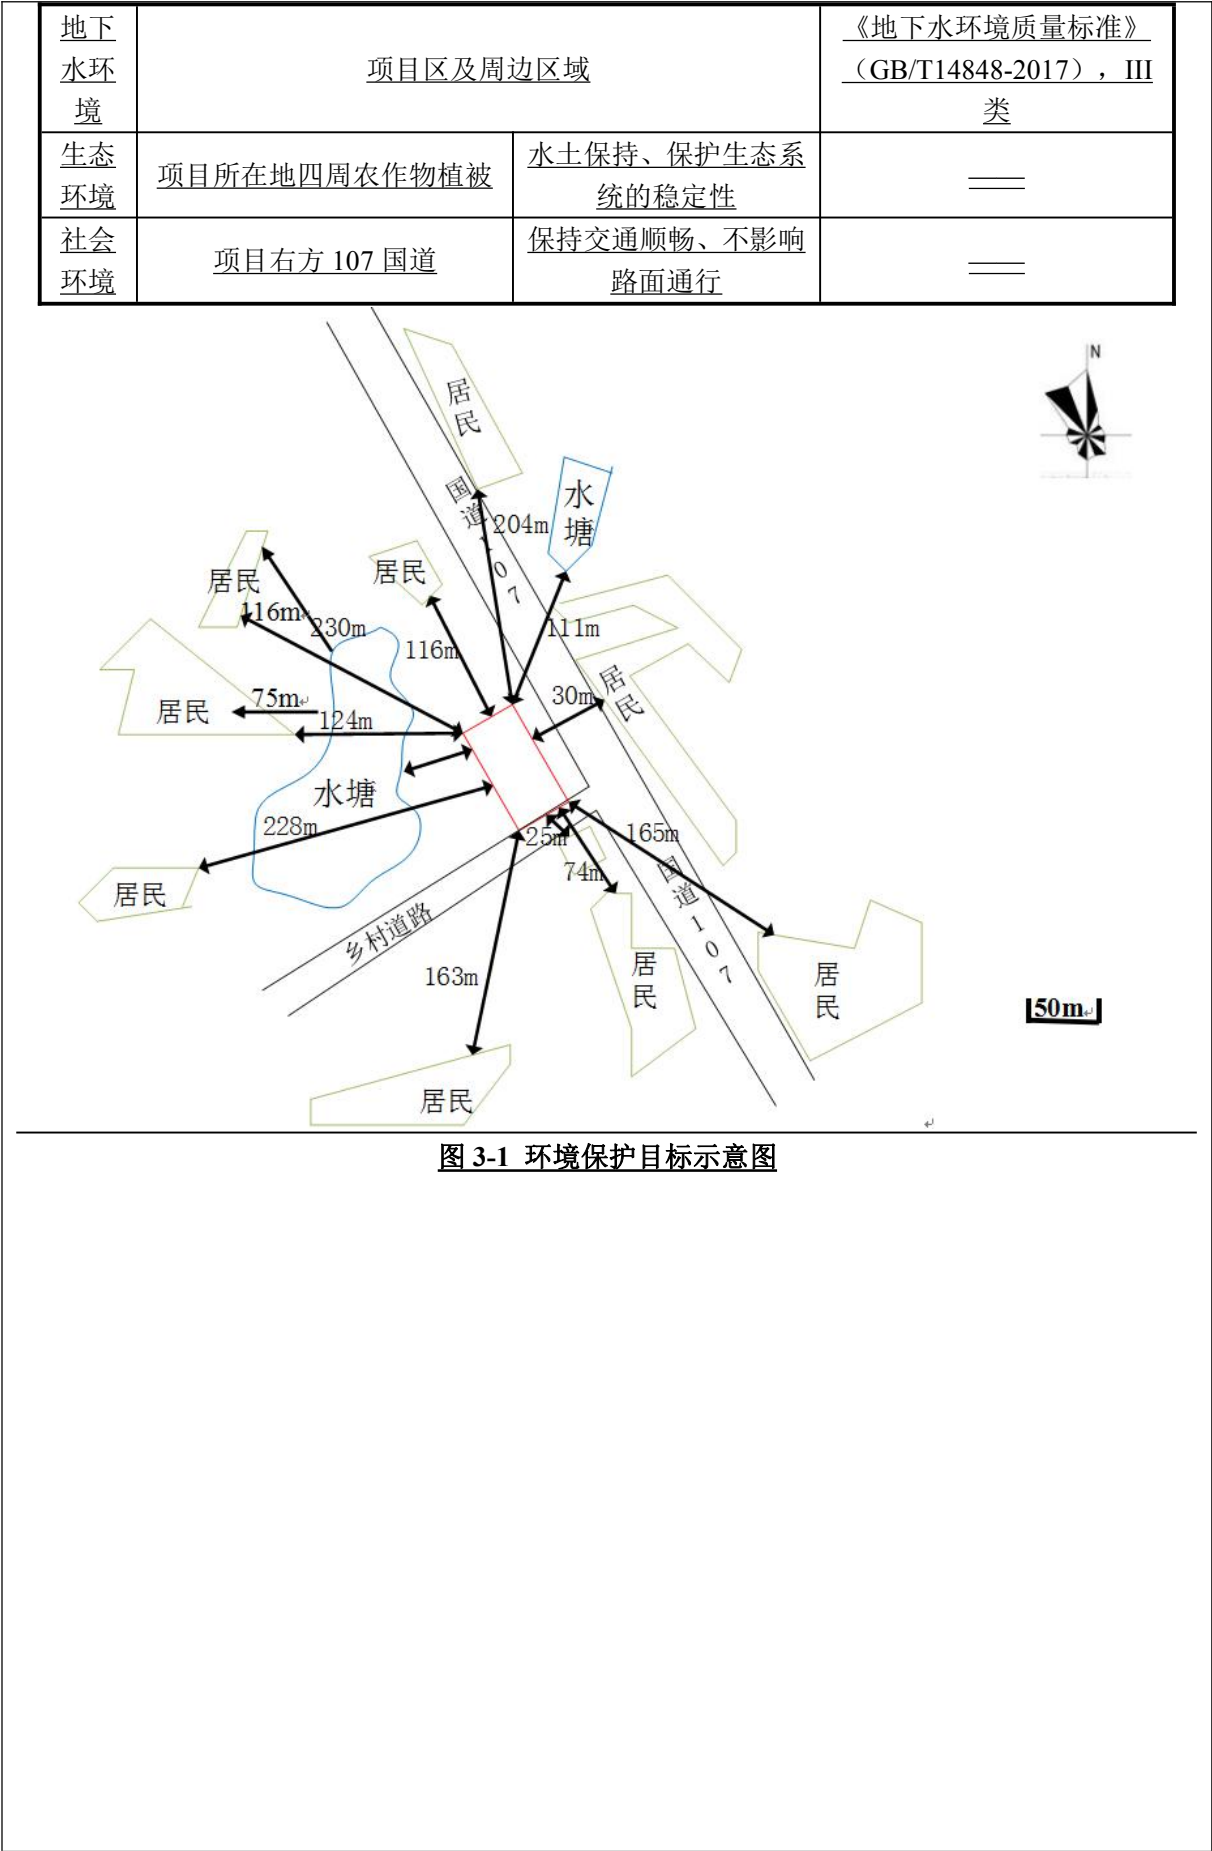 地下
水环
境
项目区及周边区域
《地下水环境质量标准》
（GB/T14848-2017），III
类
生态
环境
项目所在地四周农作物植被
水土保持、保护生态系
统的稳定性
——
社会
环境
项目右方 107 国道
保持交通顺畅、不影响
路面通行
——
N
居民
国道107
204m
水塘
居民
居民
116m
230m
116m
111m
居民
30m
居民
75m
124m
水塘
228m
25m
165m
74m
国道107
居民
乡村道路
163m
居民
居民
50m
居民
图 3-1 环境保护目标示意图